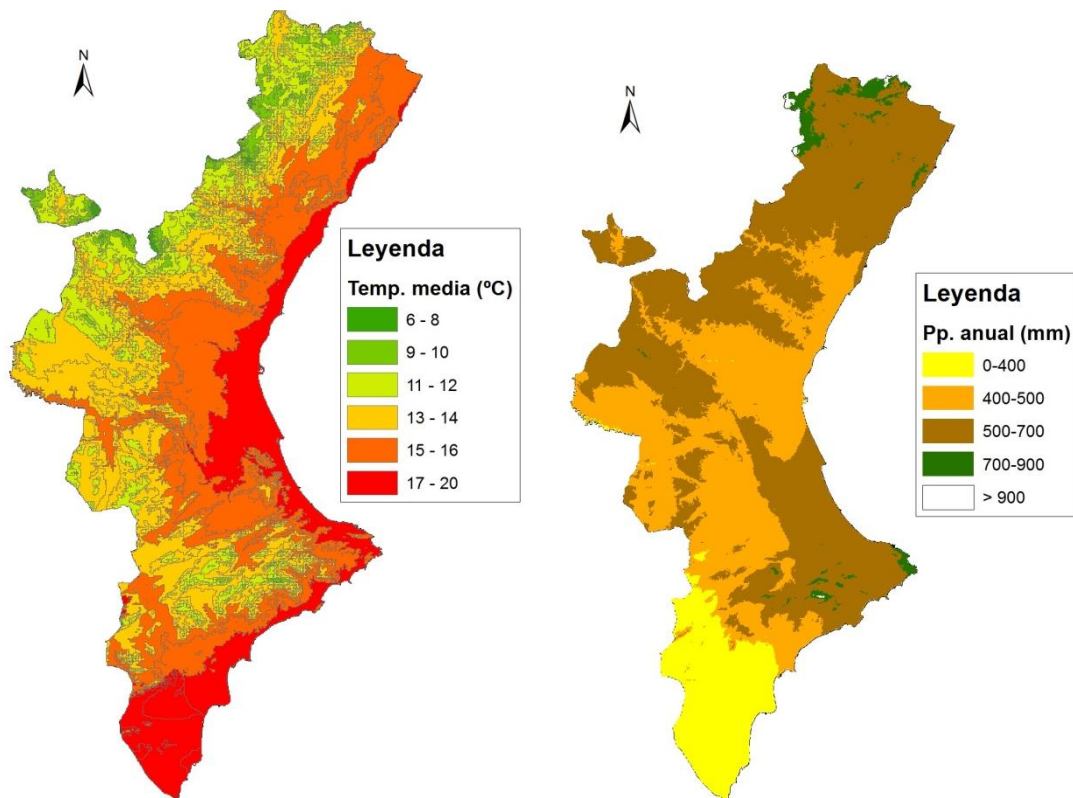 N
Leyenda
Temp. media (ºC)
6 - 8
9 - 10
11 - 12
13 - 14
15 - 16
17 - 20
N
Leyenda
Pp. anual (mm)
0-400
400-500
500-700
700-900
> 900